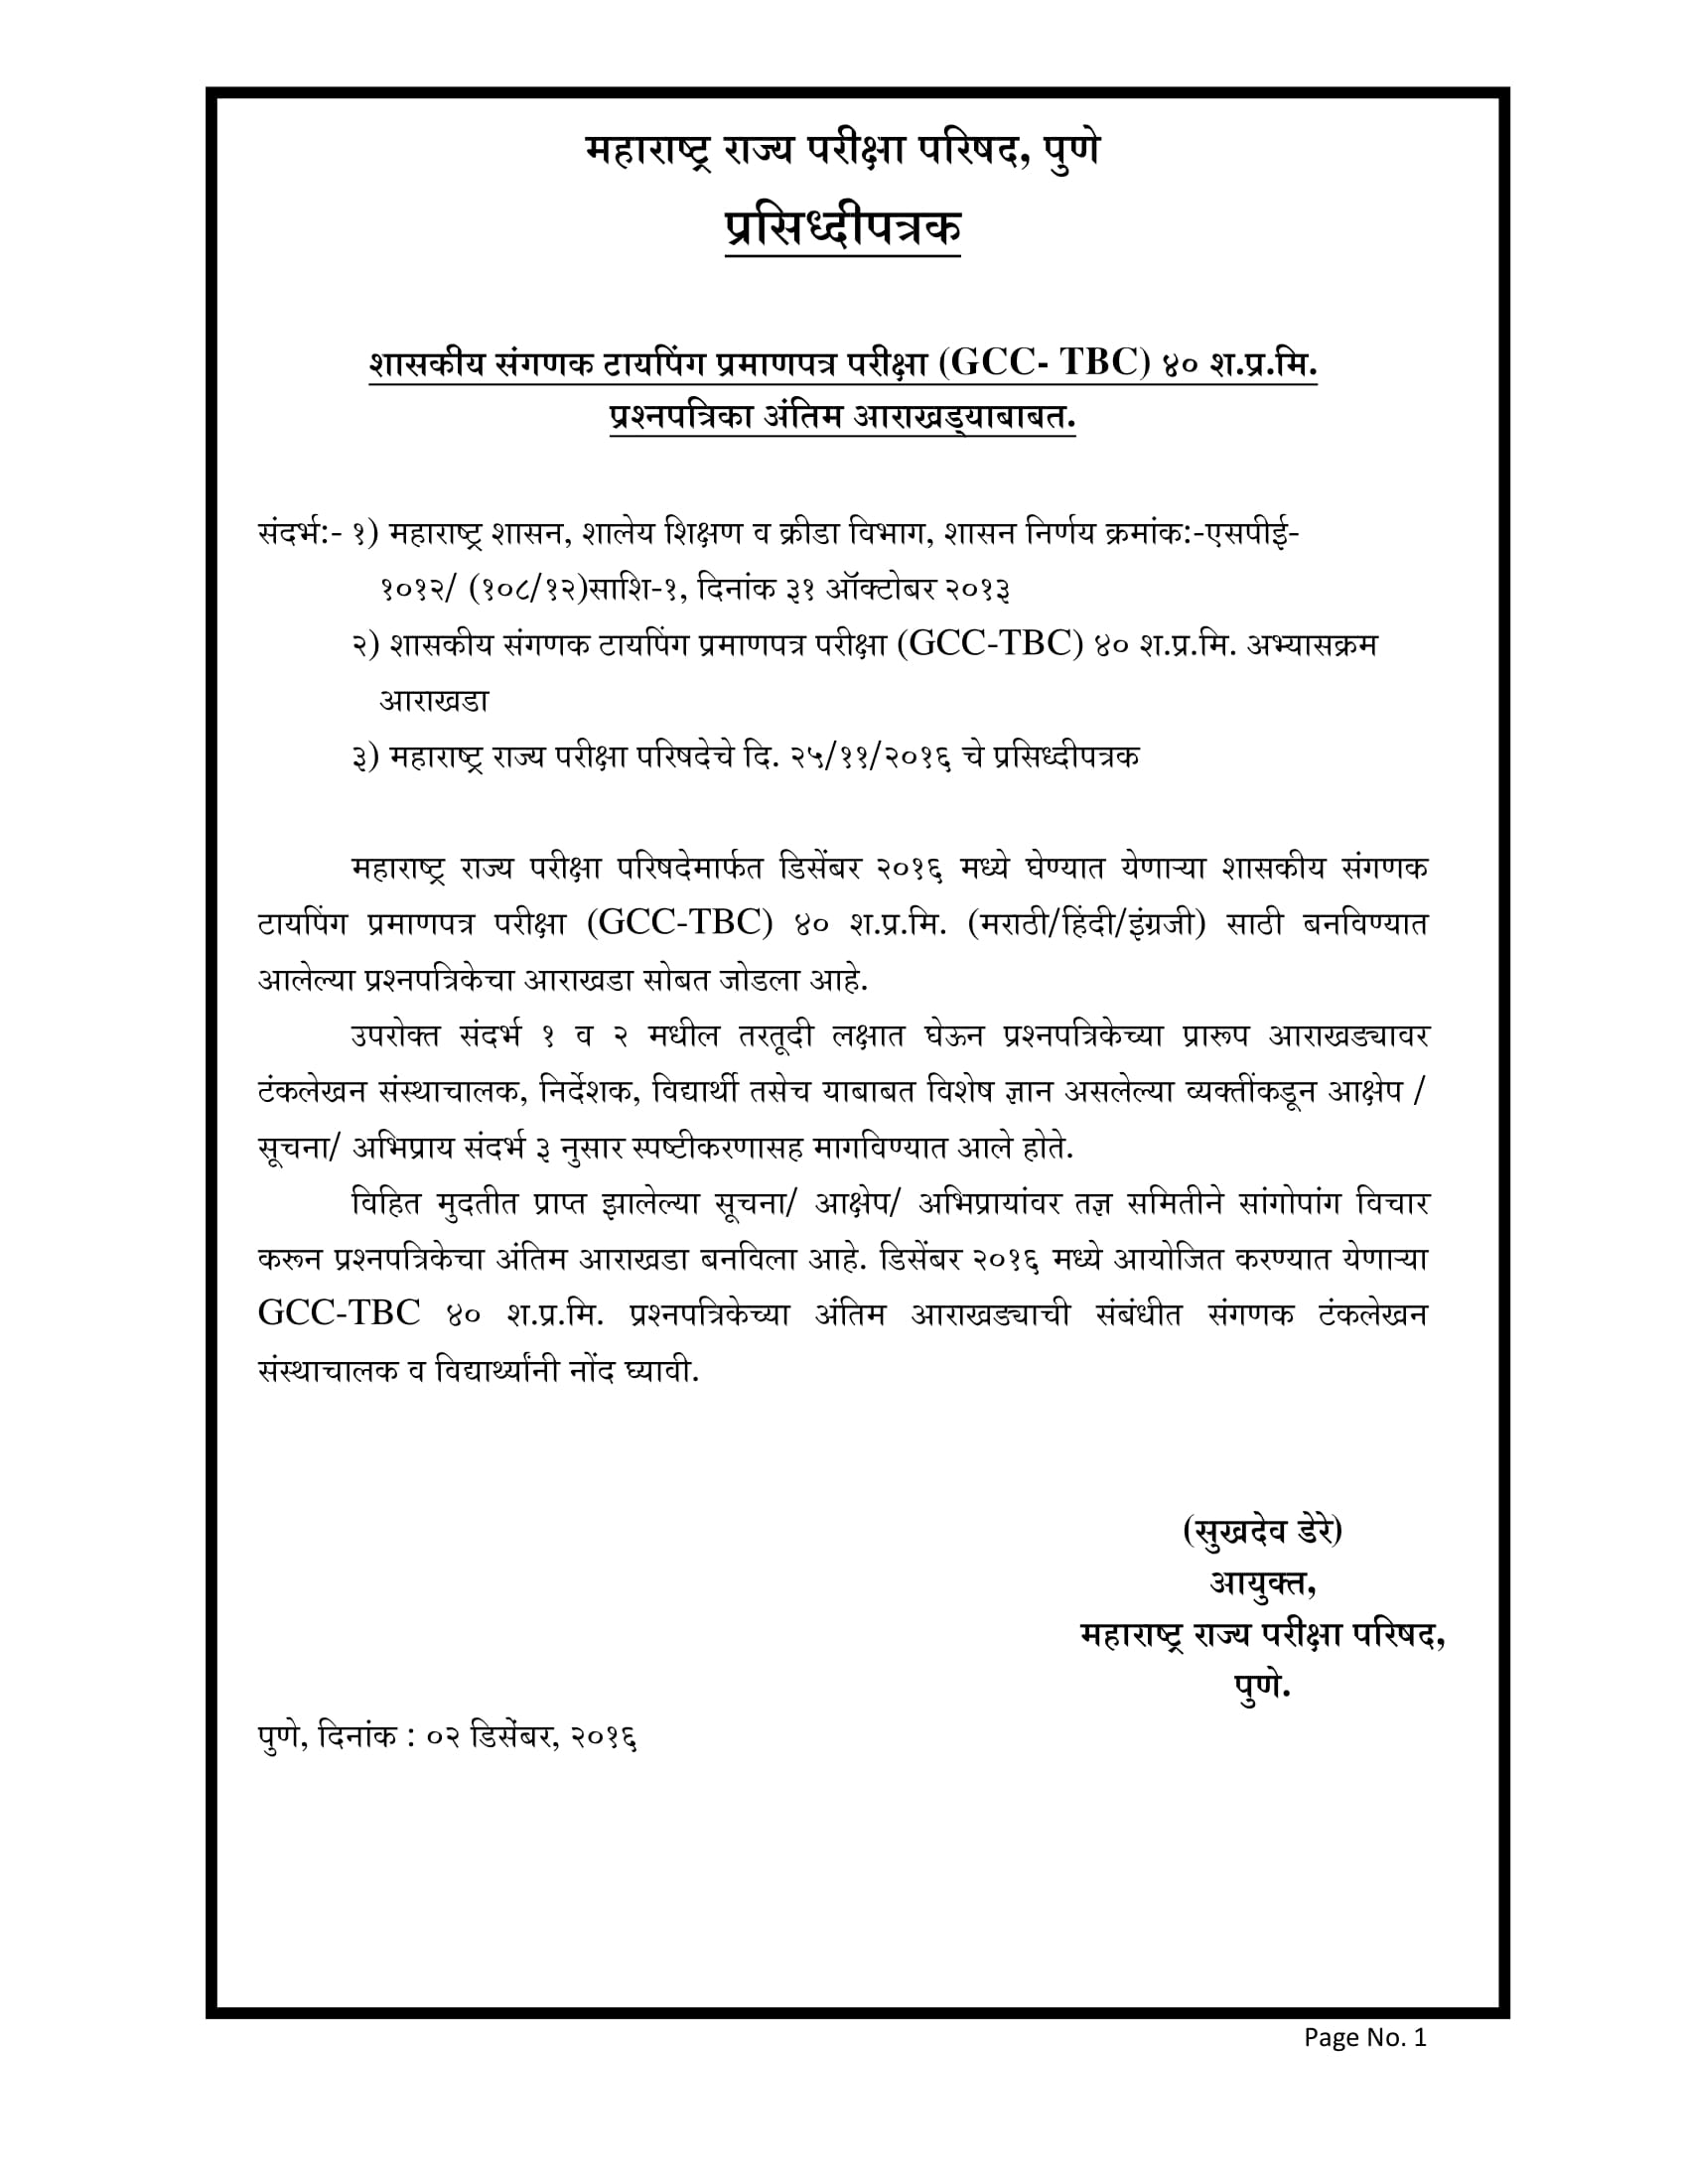 महाराष्ट्र राज्य परीक्षा परिषद, पुणे
प्रसिध्दीपत्रक
शासकीय संगणक टायपिंग प्रमाणपत्र परीक्षा (GCC- TBC) ४० श.प्र.मि.
प्रश्नपत्रिका अंतिम आराखड्याबाबत.
संदर्भ:- १) महाराष्ट्र शासन, शालेय शिक्षण व क्रीडा विभाग, शासन निर्णय क्रमांक:-एसपीई-
१०१२/ (१०८/१२)साशि-१, दिनांक ३१ ऑक्टोबर २०१३
२) शासकीय संगणक टायपिंग प्रमाणपत्र परीक्षा (GCC-TBC) ४० श.प्र.मि. अभ्यासक्रम
आराखडा
३) महाराष्ट्र राज्य परीक्षा परिषदेचे दि. २५/११/२०१६ चे प्रसिध्दीपत्रक
महाराष्ट्र राज्य परीक्षा परिषदेमार्फत डिसेंबर २०१६ मध्ये घेण्यात येणाऱ्या शासकीय संगणक
टायपिंग प्रमाणपत्र परीक्षा (GCC-TBC) ४० श.प्र.मि. (मराठी/हिंदी/इंग्रजी) साठी बनविण्यात
आलेल्या प्रश्नपत्रिकेचा आराखडा सोबत जोडला आहे.
उपरोक्त संदर्भ १ व २ मधील तरतूदी लक्षात घेऊन प्रश्नपत्रिकेच्या प्रारूप आराखड्यावर
टंकलेखन संस्थाचालक, निर्देशक, विद्यार्थी तसेच याबाबत विशेष ज्ञान असलेल्या व्यक्तींकडून आक्षेप /
सूचना/ अभिप्राय संदर्भ ३ नुसार स्पष्टीकरणासह मागविण्यात आले होते.
विहित मुदतीत प्राप्त झालेल्या सूचना/ आक्षेप/ अभिप्रायांवर तज्ञ समितीने सांगोपांग विचार
करून प्रश्नपत्रिकेचा अंतिम आराखडा बनविला आहे. डिसेंबर २०१६ मध्ये आयोजित करण्यात येणाऱ्या
GCC-TBC ४० श.प्र.मि. प्रश्नपत्रिकेच्या अंतिम आराखड्याची संबंधीत संगणक टंकलेखन
संस्थाचालक व विद्यार्थ्यांनी नोंद घ्यावी.
(सुखदेव डेरे)
आयुक्त,
महाराष्ट्र राज्य परीक्षा परिषद,
पुणे.
पुणे, दिनांक : ०२ डिसेंबर, २०१६
Page No. 1